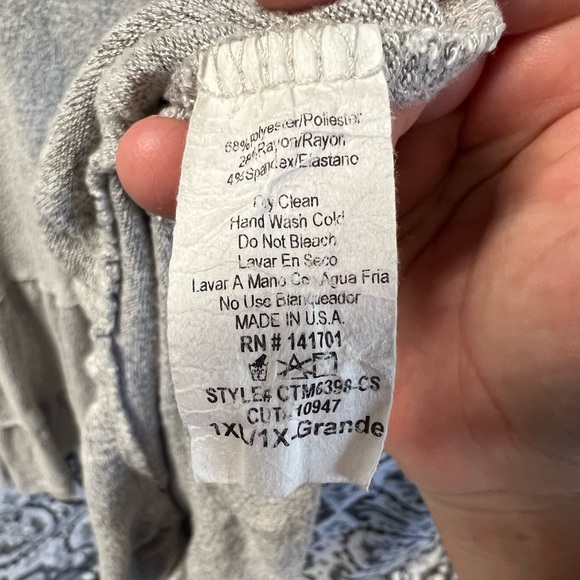 68% Polyester/Poliester
28% Rayon/Rayon
4% Spandex/Elastano
Dry Clean
Hand Wash Cold
Do Not Bleach
Lavar En Seco
Lavar A Mano Con Agua Fria
No Use Blanqueador
MADE IN U.S.A.
RN # 141701
STYLE# CTM6398-CS
CUT# 10947
1XL/1X-Grande